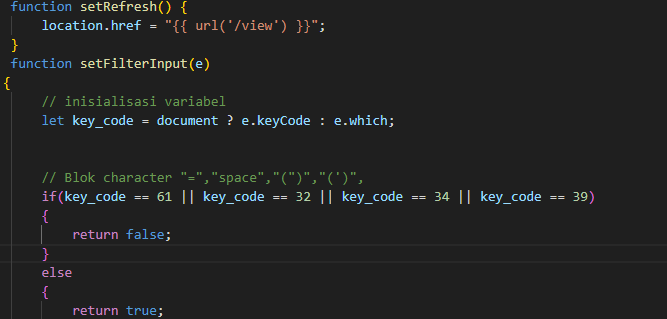 function setRefresh() {
location.href = "{{ url('/view') }}";
}
function setFilterInput(e)
{
// inisialisasi variabel
let key_code = document ? e.keyCode : e.which;
// Blok character "=","space","(")","(')",
if(key_code == 61 || key_code == 32 || key_code == 34 || key_code == 39)
{
return false;
}
else
{
return true;